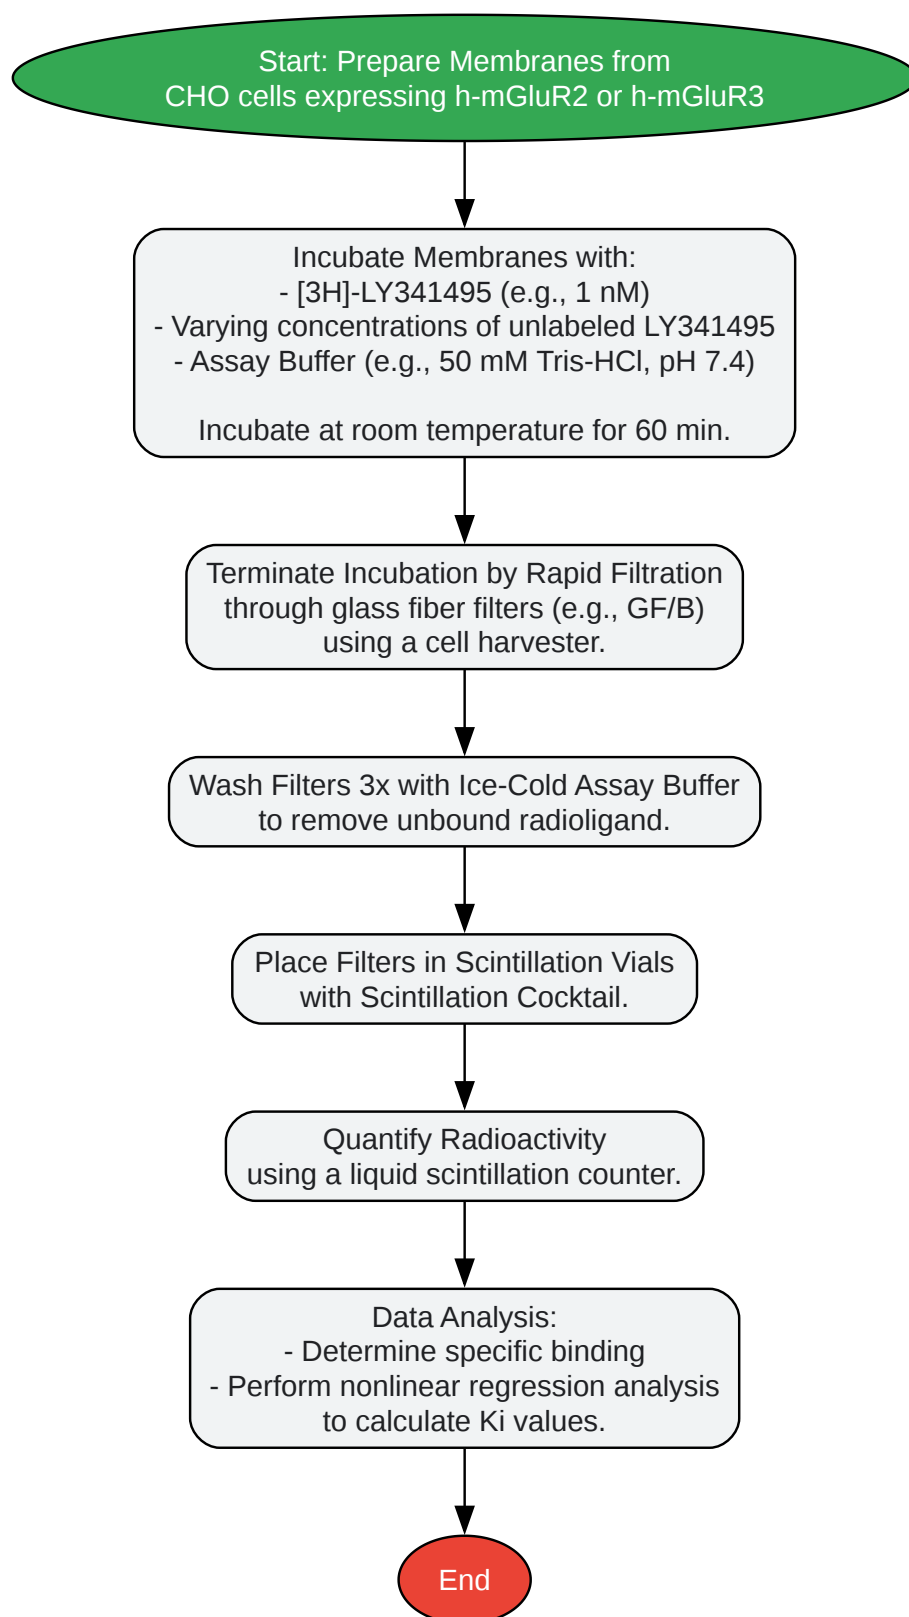 Start: Prepare Membranes from
CHO cells expressing h-mGluR2 or h-mGluR3
Incubate Membranes with:
- [3H]-LY341495 (e.g., 1 nM)
- Varying concentrations of unlabeled LY341495
- Assay Buffer (e.g., 50 mM Tris-HCl, pH 7.4)
Incubate at room temperature for 60 min.
Terminate Incubation by Rapid Filtration
through glass fiber filters (e.g., GF/B)
using a cell harvester.
Wash Filters 3x with Ice-Cold Assay Buffer
to remove unbound radioligand.
Place Filters in Scintillation Vials
with Scintillation Cocktail.
Quantify Radioactivity
using a liquid scintillation counter.
Data Analysis:
- Determine specific binding
- Perform nonlinear regression analysis
to calculate Ki values.
End